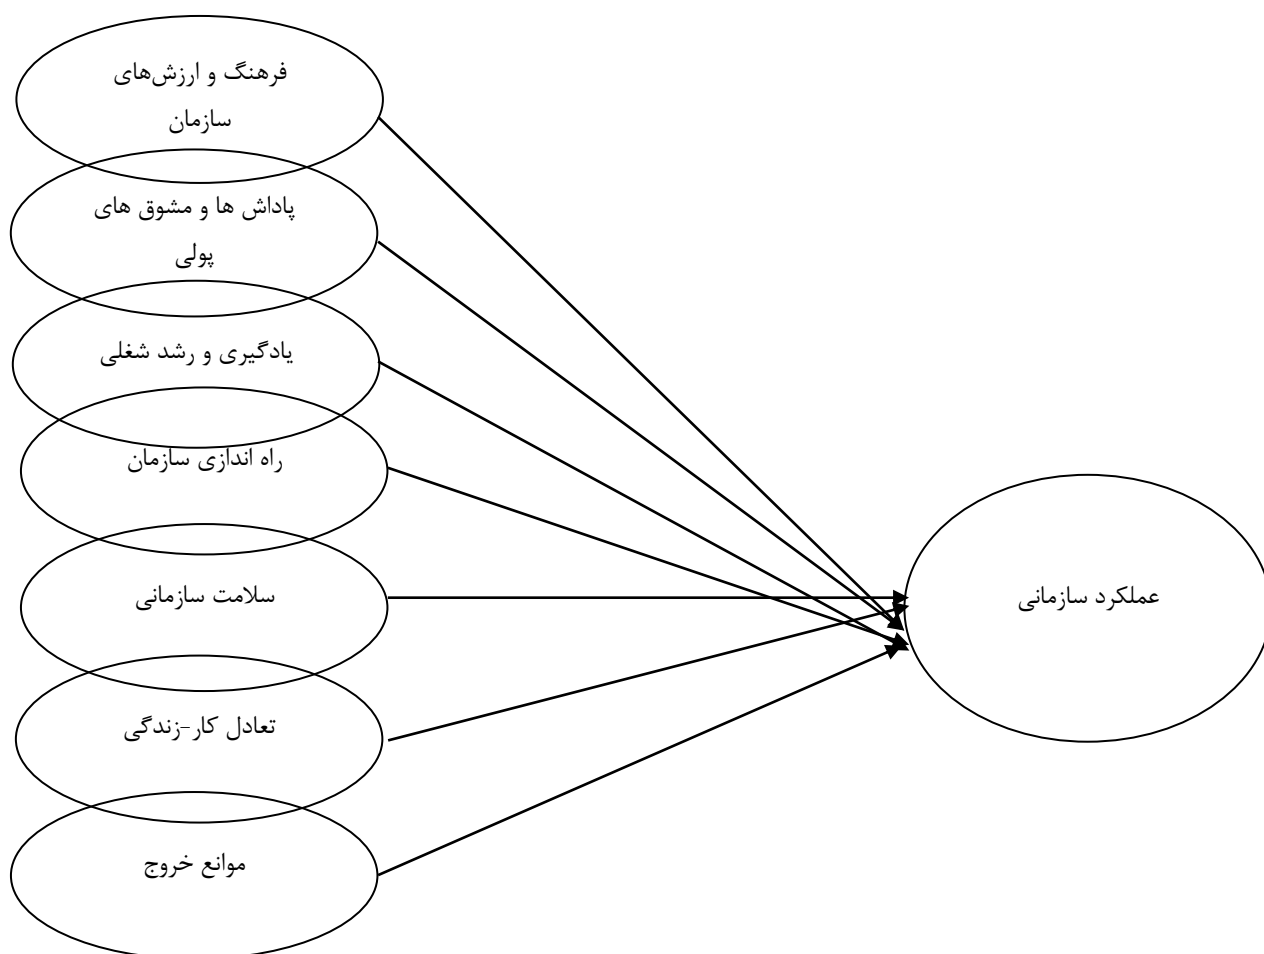 فرهنگ و ارزش‌های
سازمان
پاداش ها و مشوق های
پولی
یادگیری و رشد شغلی
راه اندازی سازمان
سلامت سازمانی
عملکرد سازمانی
تعادل کار-زندگی
موانع خروج